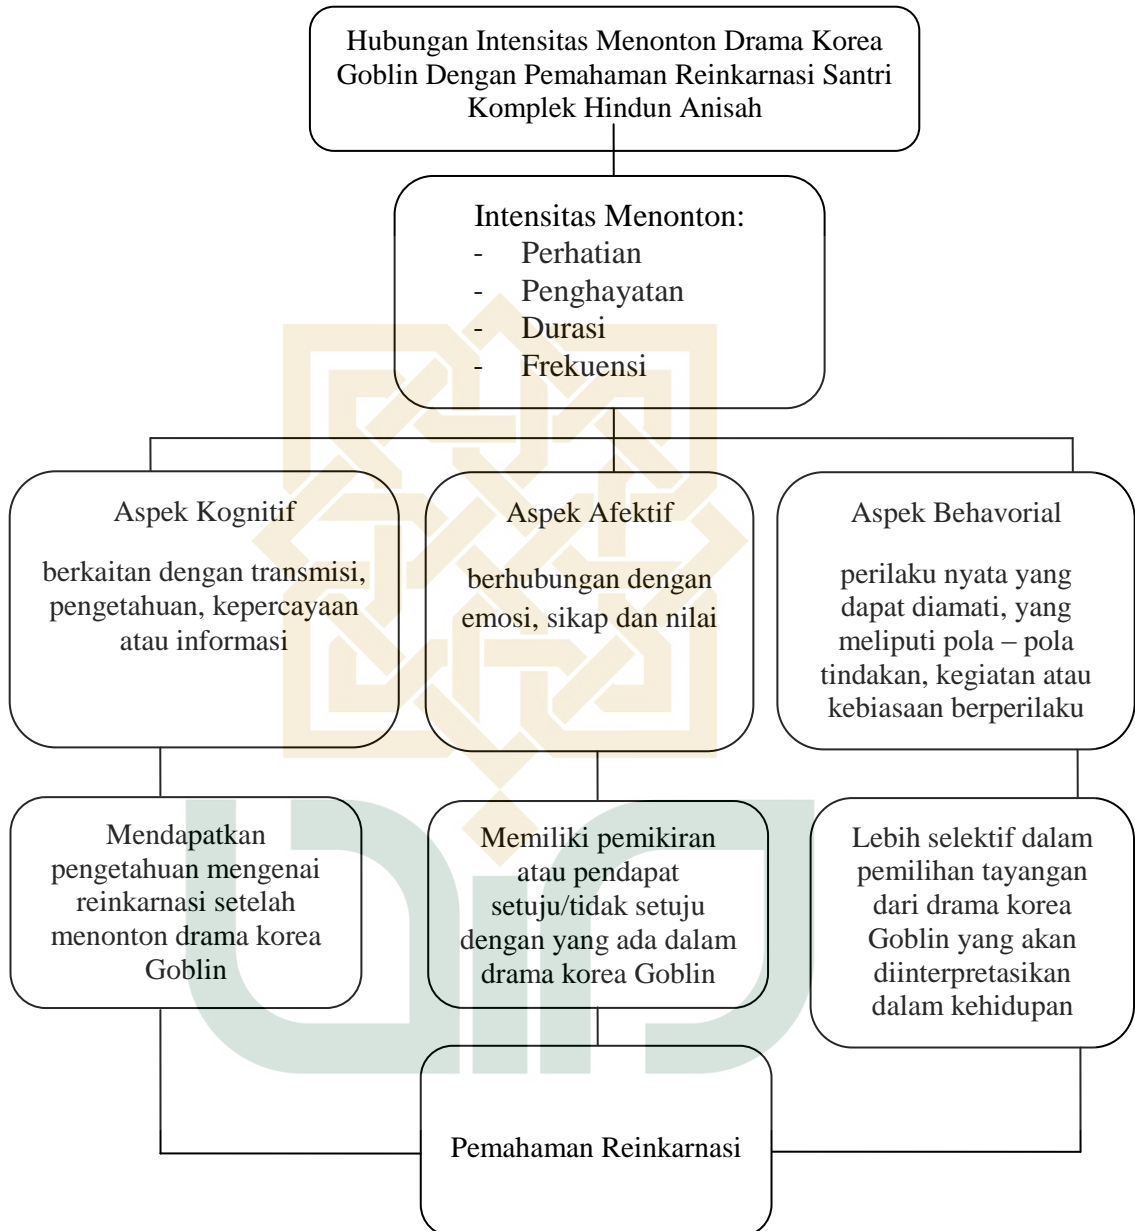 Hubungan Intensitas Menonton Drama Korea
Goblin Dengan Pemahaman Reinkarnasi Santri
Komplek Hindun Anisah
Intensitas Menonton:
- Perhatian
- Penghayatan
- Durasi
- Frekuensi
Aspek Kognitif
berkaitan dengan transmisi,
pengetahuan, kepercayaan
atau informasi
Aspek Afektif
berhubungan dengan
emosi, sikap dan nilai
Aspek Behavorial
perilaku nyata yang
dapat diamati, yang
meliputi pola – pola
tindakan, kegiatan atau
kebiasaan berperilaku
Mendapatkan
pengetahuan mengenai
reinkarnasi setelah
menonton drama korea
Goblin
Memiliki pemikiran
atau pendapat
setuju/tidak setuju
dengan yang ada dalam
drama korea Goblin
Lebih selektif dalam
pemilihan tayangan
dari drama korea
Goblin yang akan
diinterpretasikan
dalam kehidupan
Pemahaman Reinkarnasi